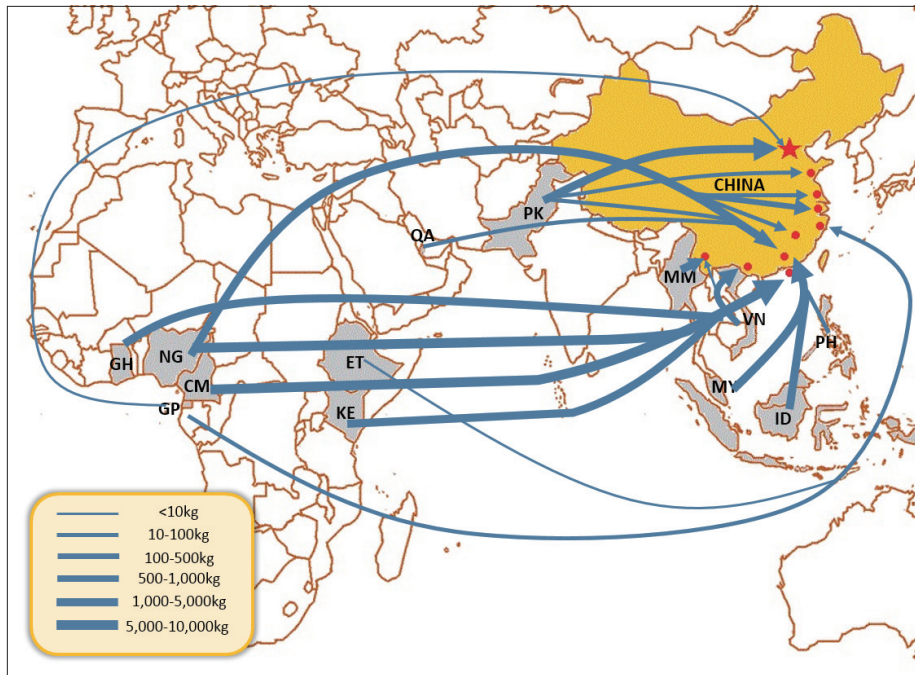 CHINA
PK
QA
MM
VN
GH
NG
ET
PH
CM
MY
GP
KE
ID
<10kg
10-100kg
100-500kg
500-1,000kg
1,000-5,000kg
5,000-10,000kg